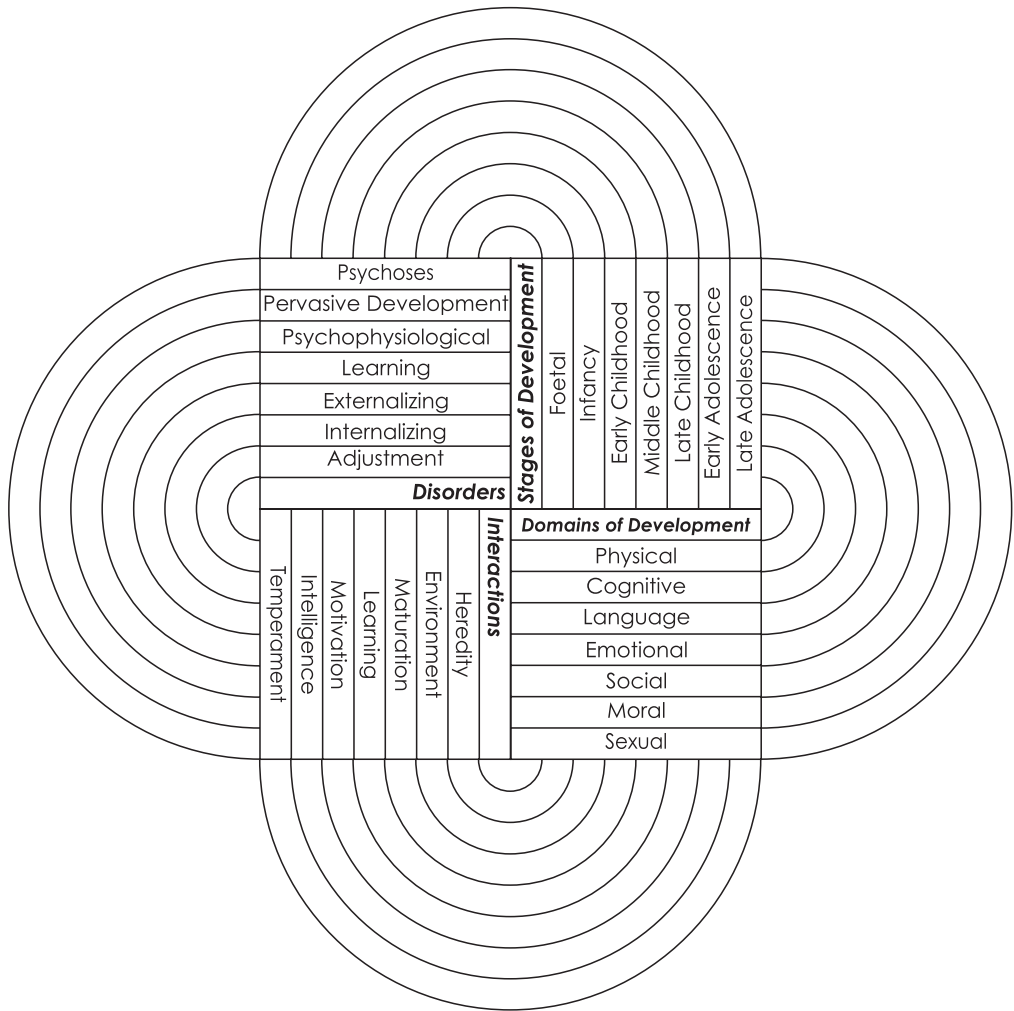 Psychoses
Pervasive Development
Psychophysiological
Learning
Externalizing
Internalizing
Adjustment
Disorders
Stages of Development
Foetal
Infancy
Early Childhood
Middle Childhood
Late Childhood
Early Adolescence
Late Adolescence
Temperament
Intelligence
Motivation
Learning
Maturation
Environment
Heredity
Interactions
Domains of Development
Physical
Cognitive
Language
Emotional
Social
Moral
Sexual